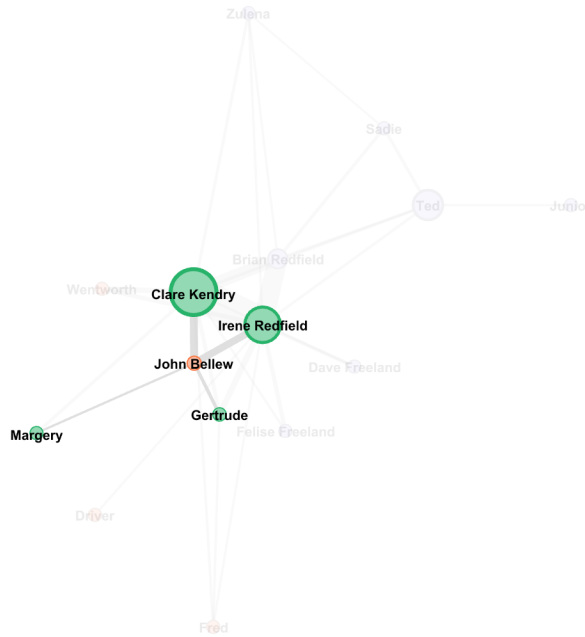 Zulena
Sadie
Ted
Junio
Brian Redfield
Wentworth
Clare Kendry
Irene Redfield
John Bellew
Dave Freeland
Gertrude
Felise Freeland
Margery
Driver
Fred